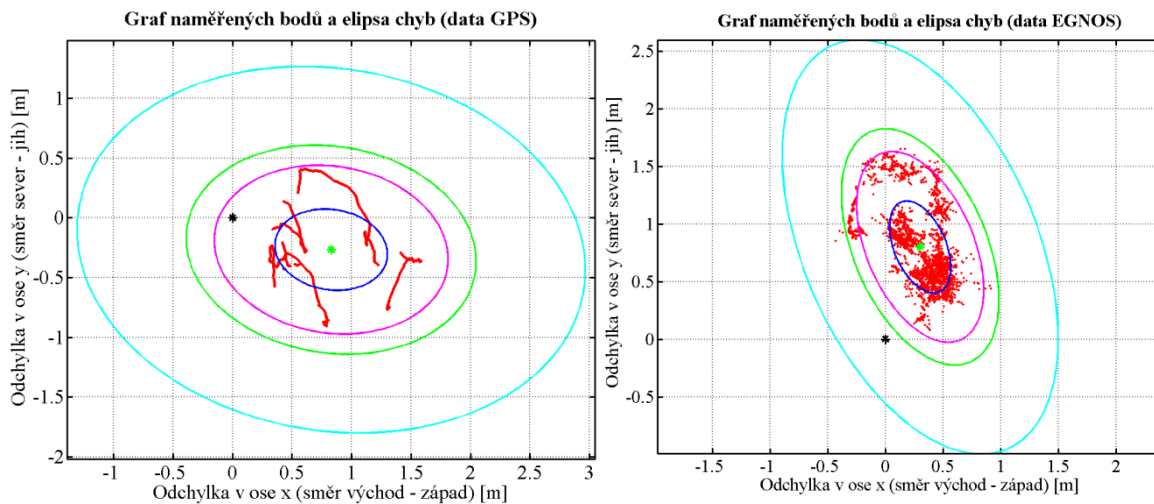 Graf naměřených bodů a elipsa chyb (data GPS)
Odchylka v ose y (směr sever - jih) [m]
1
0.5
0
-0.5
-1
-1.5
-2
-1 -0.5 0 0.5 1 1.5 2 2.5 3
Odchylka v ose x (směr východ - západ) [m]
Graf naměřených bodů a elipsa chyb (data EGNOS)
Odchylka v ose y (směr sever - jih) [m]
2.5
2
1.5
1
0.5
0
-0.5
-1.5 -1 -0.5 0 0.5 1 1.5 2
Odchylka v ose x (směr východ - západ) [m]